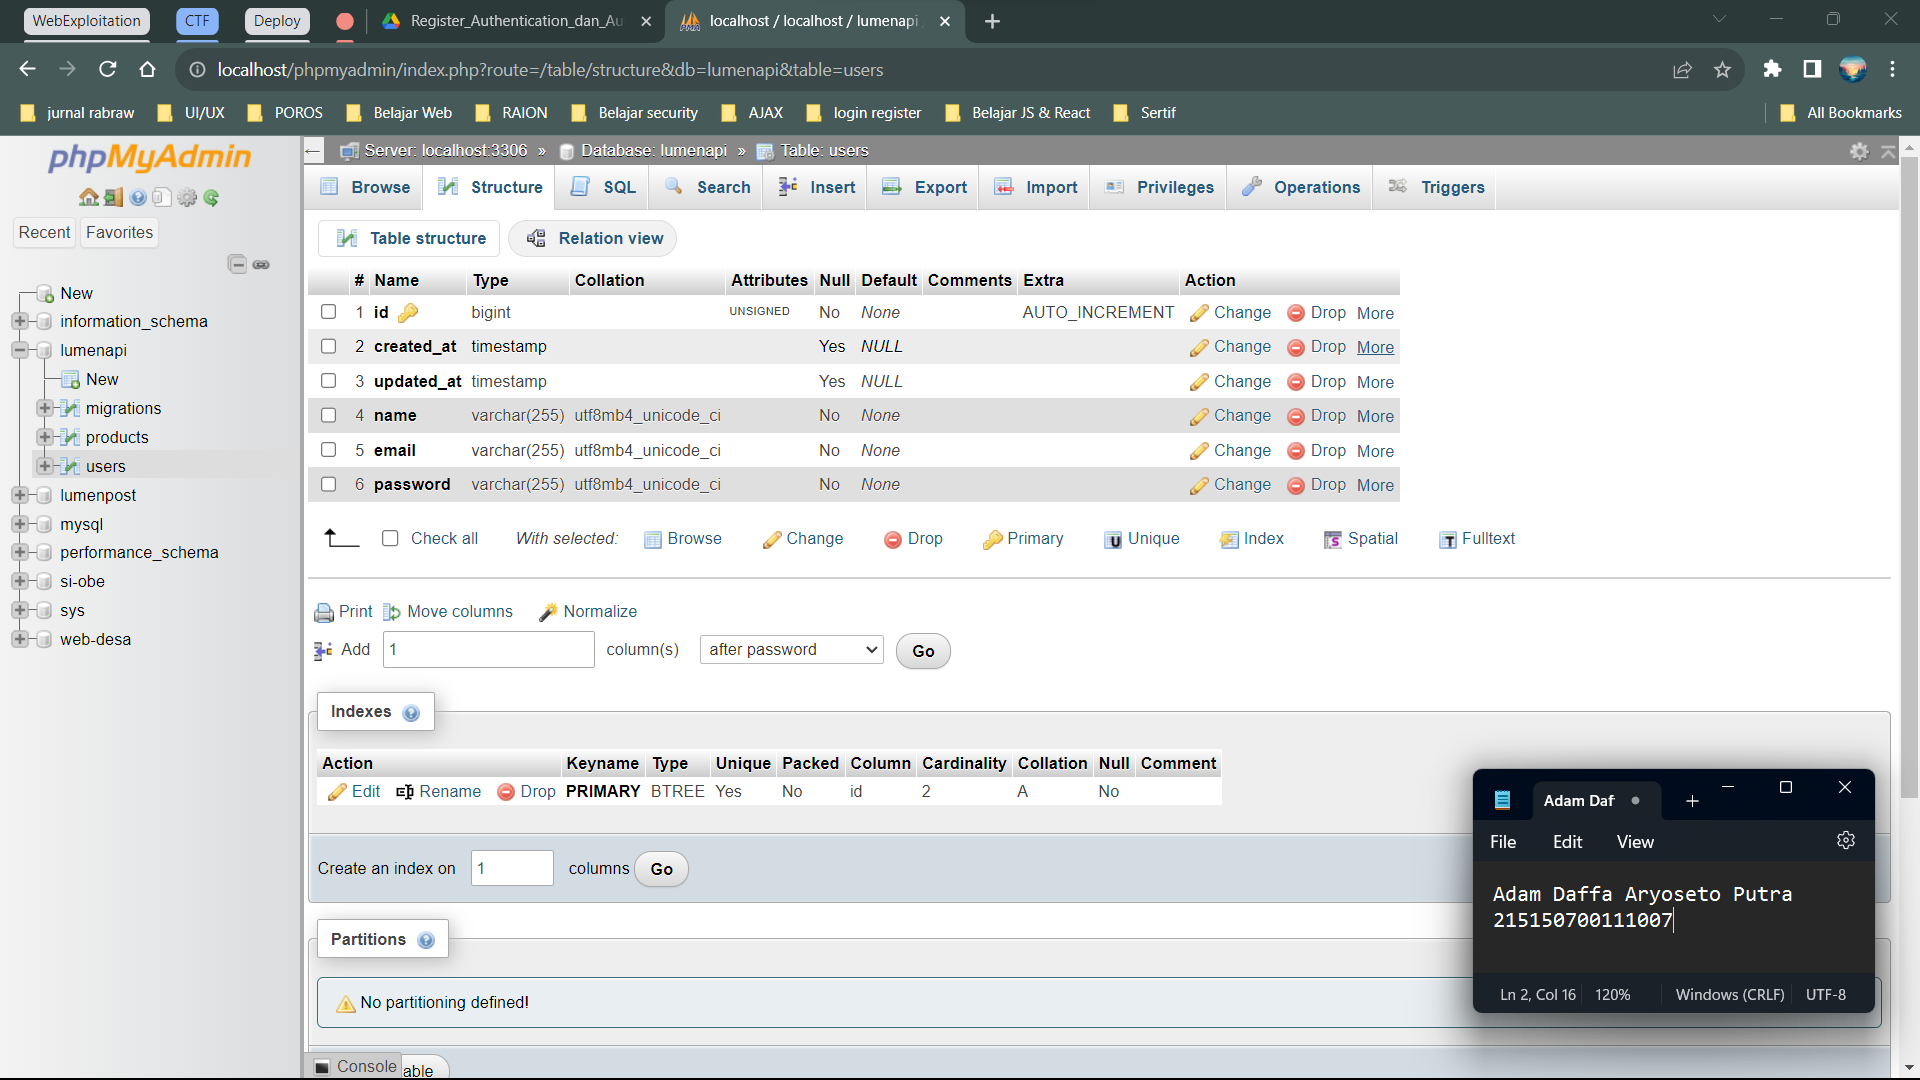 WebExploitation CTF Deploy Register_Authentication_dan_Au localhost / localhost / lumenapi
localhost/phpmyadmin/index.php?route=/table/structure&db=lumenapi&table=users
jurnal rabraw UI/UX POROS Belajar Web RAION Belajar security AJAX login register Belajar JS & React Sertif All Bookmarks
phpMyAdmin
Recent Favorites
New
information_schema
lumenapi
New
migrations
products
users
lumenpost
mysql
performance_schema
si-obe
sys
web-desa
Server: localhost:3306 » Database: lumenapi » Table: users
Browse Structure SQL Search Insert Export Import Privileges Operations Triggers
Table structure Relation view
# Name Type Collation Attributes Null Default Comments Extra Action
1 id bigint UNSIGNED No None AUTO_INCREMENT Change Drop More
2 created_at timestamp Yes NULL Change Drop More
3 updated_at timestamp Yes NULL Change Drop More
4 name varchar(255) utf8mb4_unicode_ci No None Change Drop More
5 email varchar(255) utf8mb4_unicode_ci No None Change Drop More
6 password varchar(255) utf8mb4_unicode_ci No None Change Drop More
Check all With selected: Browse Change Drop Primary Unique Index Spatial Fulltext
Print Move columns Normalize
Add 1 column(s) after password Go
Indexes
Action Keyname Type Unique Packed Column Cardinality Collation Null Comment
Edit Rename Drop PRIMARY BTREE Yes No id 2 A No
Create an index on 1 columns Go
Partitions
No partitioning defined!
Console able
Adam Daf
File Edit View
Adam Daffa Aryoseto Putra
215150700111007
Ln 2, Col 16 120% Windows (CRLF) UTF-8